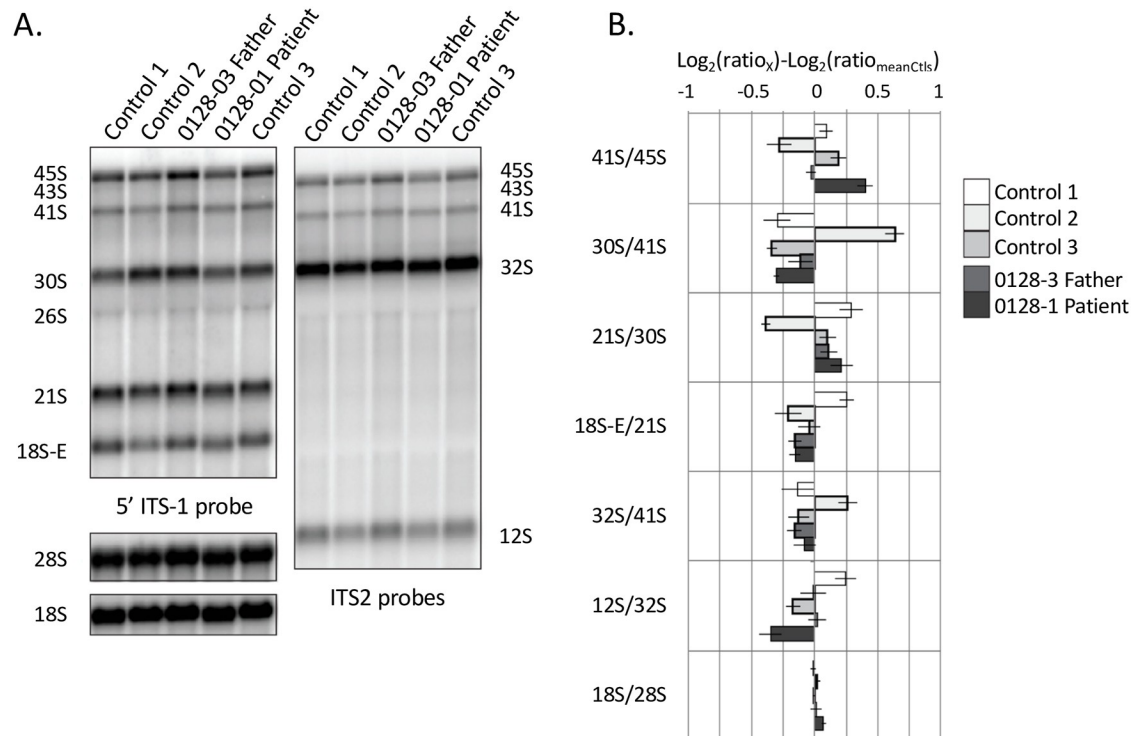 A.
Control 1
Control 2
0128-03 Father
0128-01 Patient
Control 3
Control 1
Control 2
0128-03 Father
0128-01 Patient
Control 3
45S
43S
41S
30S
26S
21S
18S-E
5’ ITS-1 probe
28S
18S
45S
43S
41S
32S
12S
ITS2 probes
B.
Log2(ratioX)-Log2(ratiomeanCtls)
-1 -0.5 0 0.5 1
41S/45S
30S/41S
21S/30S
18S-E/21S
32S/41S
12S/32S
18S/28S
Control 1
Control 2
Control 3
0128-3 Father
0128-1 Patient